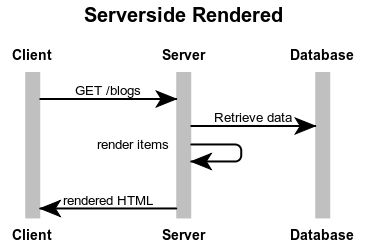 Serverside Rendered
Client Server Database
GET /blogs
Retrieve data
render items
rendered HTML
Client Server Database